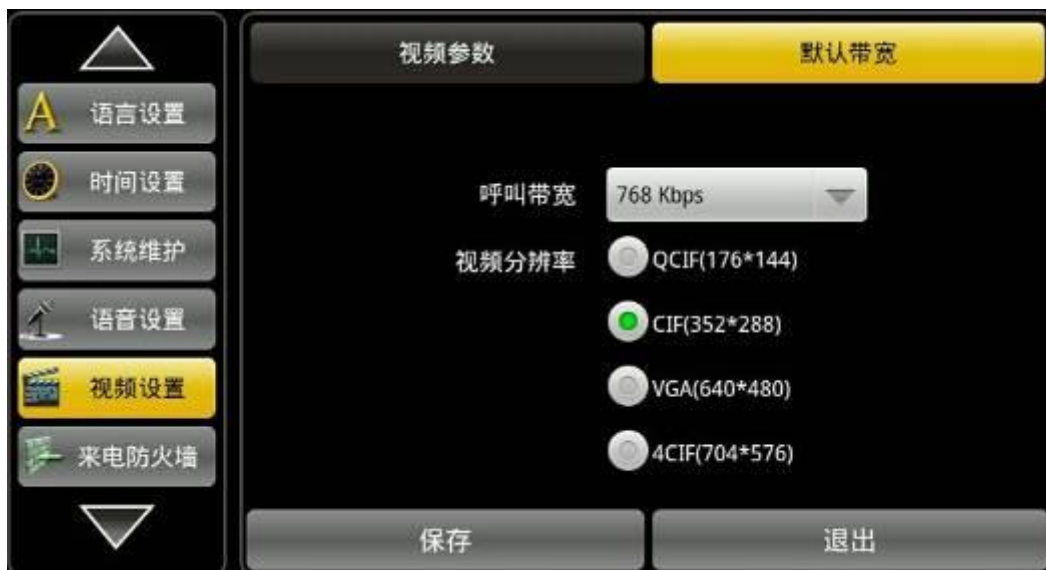 语言设置
时间设置
系统维护
语音设置
视频设置
来电防火墙
视频参数
默认带宽
呼叫带宽
768 Kbps
视频分辨率
QCIF(176*144)
CIF(352*288)
VGA(640*480)
4CIF(704*576)
保存
退出